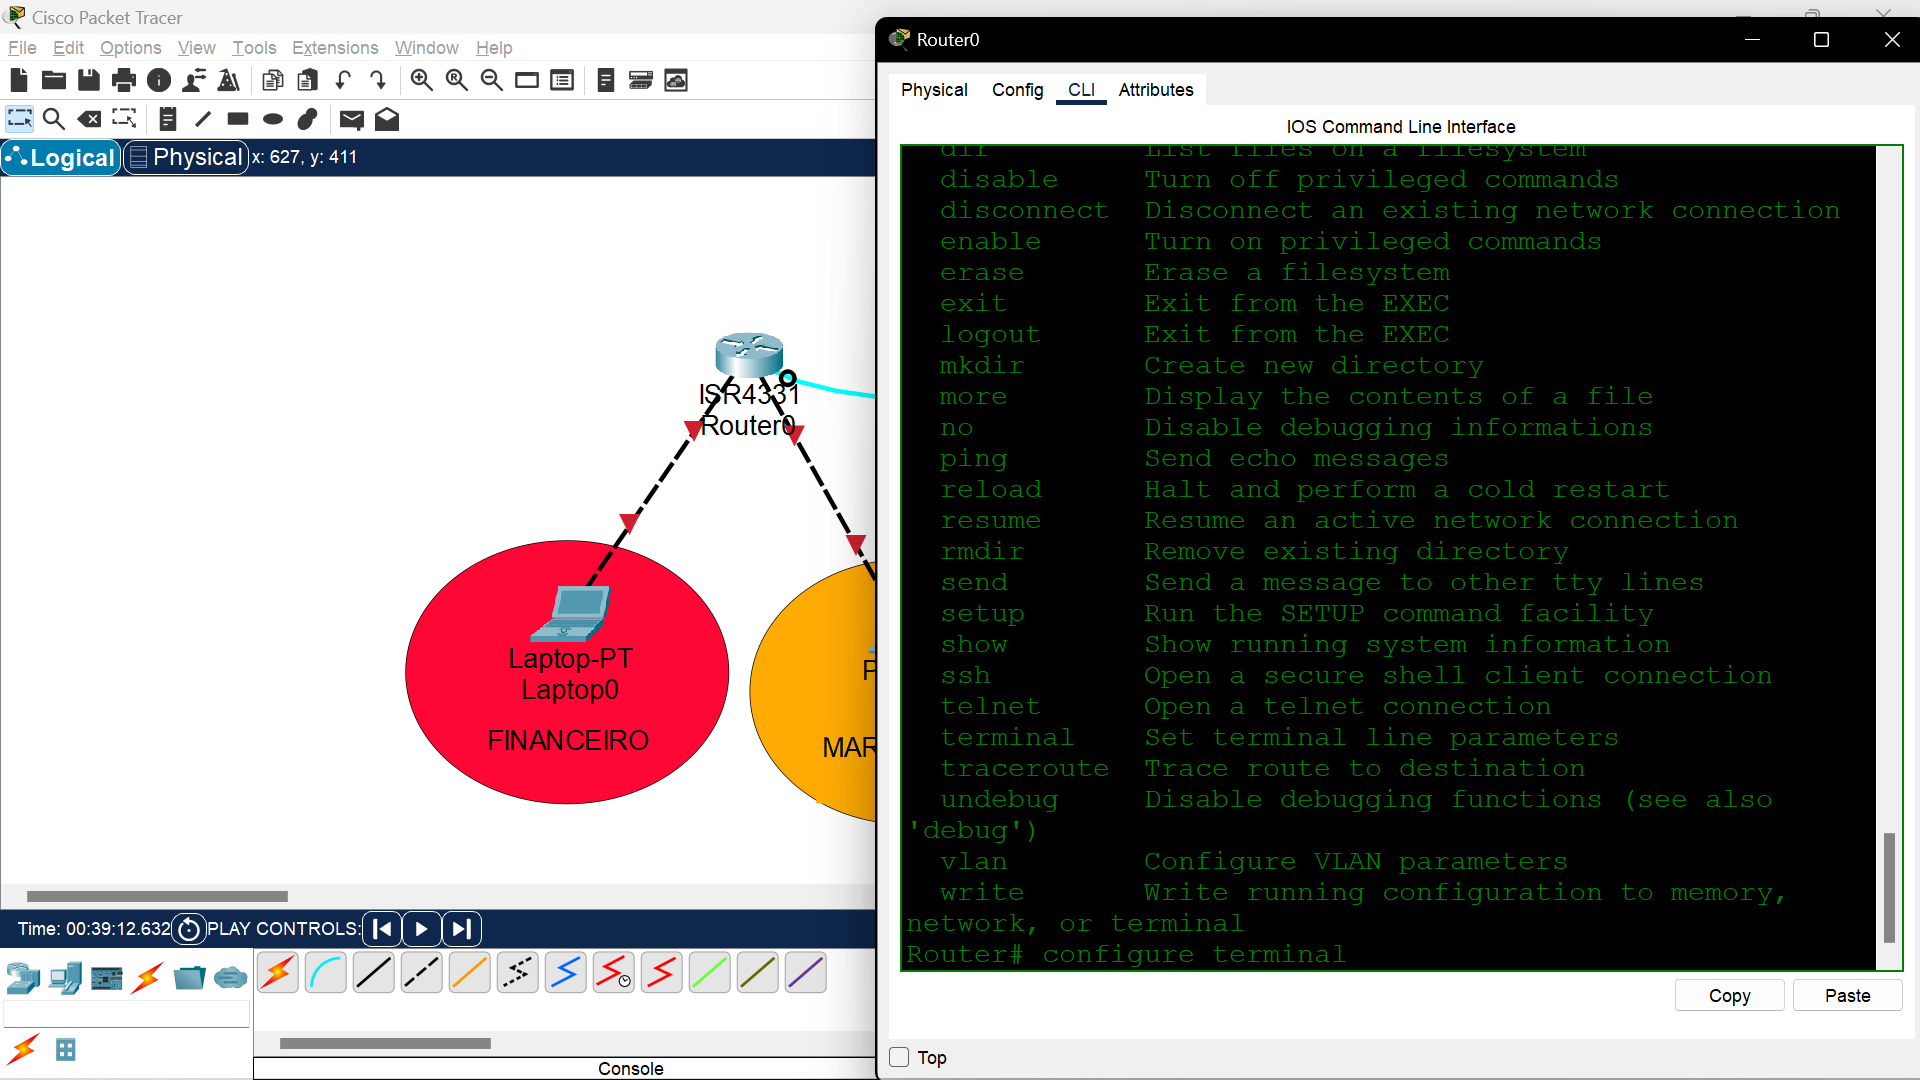 Cisco Packet Tracer
File Edit Options View Tools Extensions Window Help
Logical
Physical
x: 627, y: 411
ISR4331
Router0
Laptop-PT
Laptop0
FINANCEIRO
P
MAR
Time: 00:39:12.632
PLAY CONTROLS:
Console
Router0
Physical Config CLI Attributes
IOS Command Line Interface
dir List files on a filesystem
disable Turn off privileged commands
disconnect Disconnect an existing network connection
enable Turn on privileged commands
erase Erase a filesystem
exit Exit from the EXEC
logout Exit from the EXEC
mkdir Create new directory
more Display the contents of a file
no Disable debugging informations
ping Send echo messages
reload Halt and perform a cold restart
resume Resume an active network connection
rmdir Remove existing directory
send Send a message to other tty lines
setup Run the SETUP command facility
show Show running system information
ssh Open a secure shell client connection
telnet Open a telnet connection
terminal Set terminal line parameters
traceroute Trace route to destination
undebug Disable debugging functions (see also
'debug')
vlan Configure VLAN parameters
write Write running configuration to memory,
network, or terminal
Router# configure terminal
Copy Paste
Top